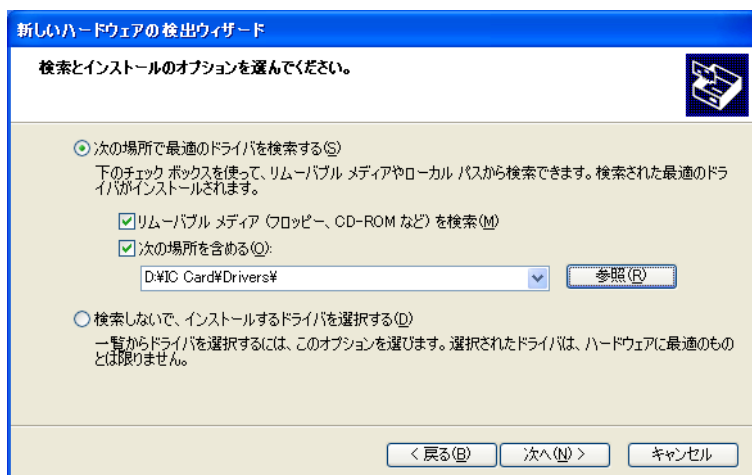 新しいハードウェアの検出ウィザード
検索とインストールのオプションを選んでください。
次の場所で最適のドライバを検索する(S)
下のチェック ボックスを使って、リムーバブル メディアやローカル パスから検索できます。検索された最適のドラ
イバがインストールされます。
リムーバブル メディア (フロッピー、CD-ROM など) を検索(M)
次の場所を含める(O):
D:¥IC Card¥Drivers¥
参照(R)
検索しないで、インストールするドライバを選択する(D)
一覧からドライバを選択するには、このオプションを選びます。選択されたドライバは、ハードウェアに最適のもの
とは限りません。
< 戻る(B)
次へ(N) >
キャンセル